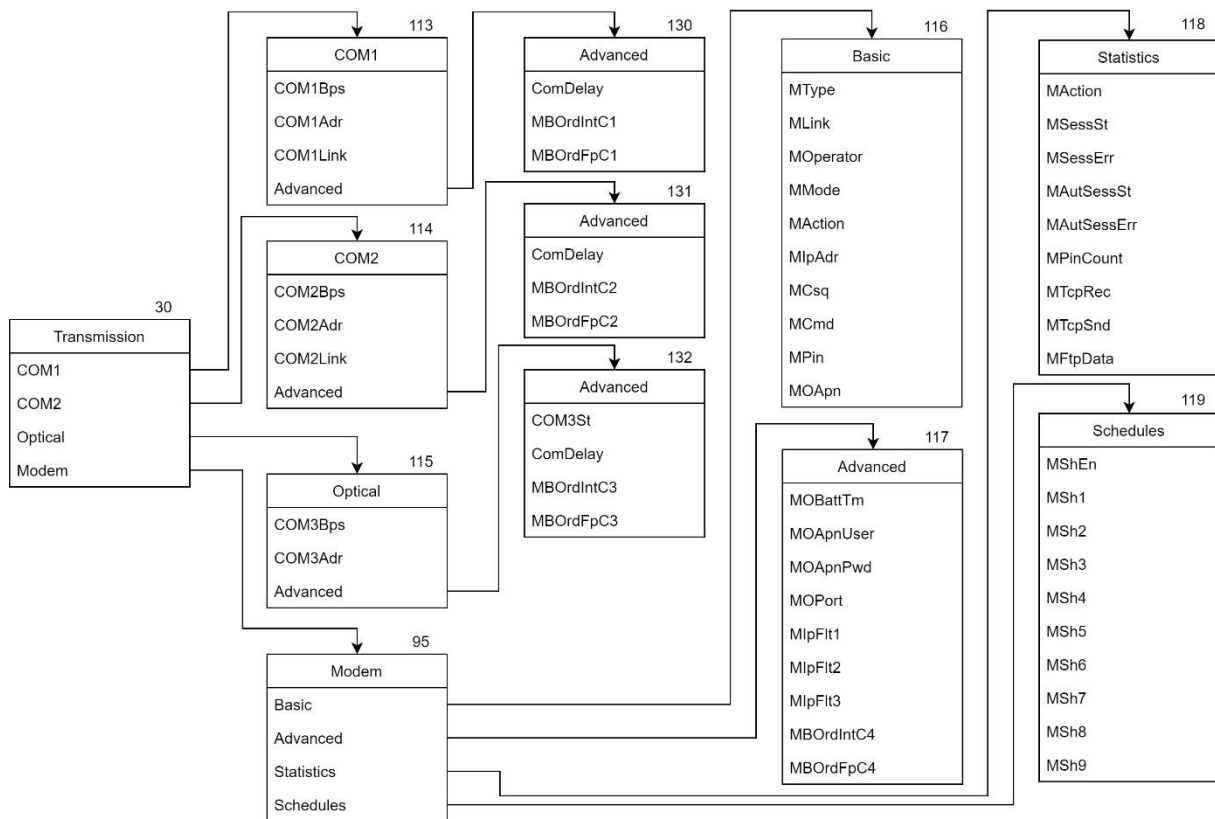 30
Transmission
COM1
COM2
Optical
Modem
113
COM1
COM1Bps
COM1Adr
COM1Link
Advanced
114
COM2
COM2Bps
COM2Adr
COM2Link
Advanced
115
Optical
COM3Bps
COM3Adr
Advanced
95
Modem
Basic
Advanced
Statistics
Schedules
130
Advanced
ComDelay
MBOrdIntC1
MBOrdFpC1
131
Advanced
ComDelay
MBOrdIntC2
MBOrdFpC2
132
Advanced
COM3St
ComDelay
MBOrdIntC3
MBOrdFpC3
116
Basic
MType
MLink
MOperator
MMode
MAction
MIpAdr
MCsq
MCmd
MPin
MOApn
117
Advanced
MOBattTm
MOApnUser
MOApnPwd
MOPort
MIpFlt1
MIpFlt2
MIpFlt3
MBOrdIntC4
MBOrdFpC4
118
Statistics
MAction
MSessSt
MSessErr
MAutSessSt
MAutSessErr
MPinCount
MTcpRec
MTcpSnd
MFtpData
119
Schedules
MShEn
MSh1
MSh2
MSh3
MSh4
MSh5
MSh6
MSh7
MSh8
MSh9